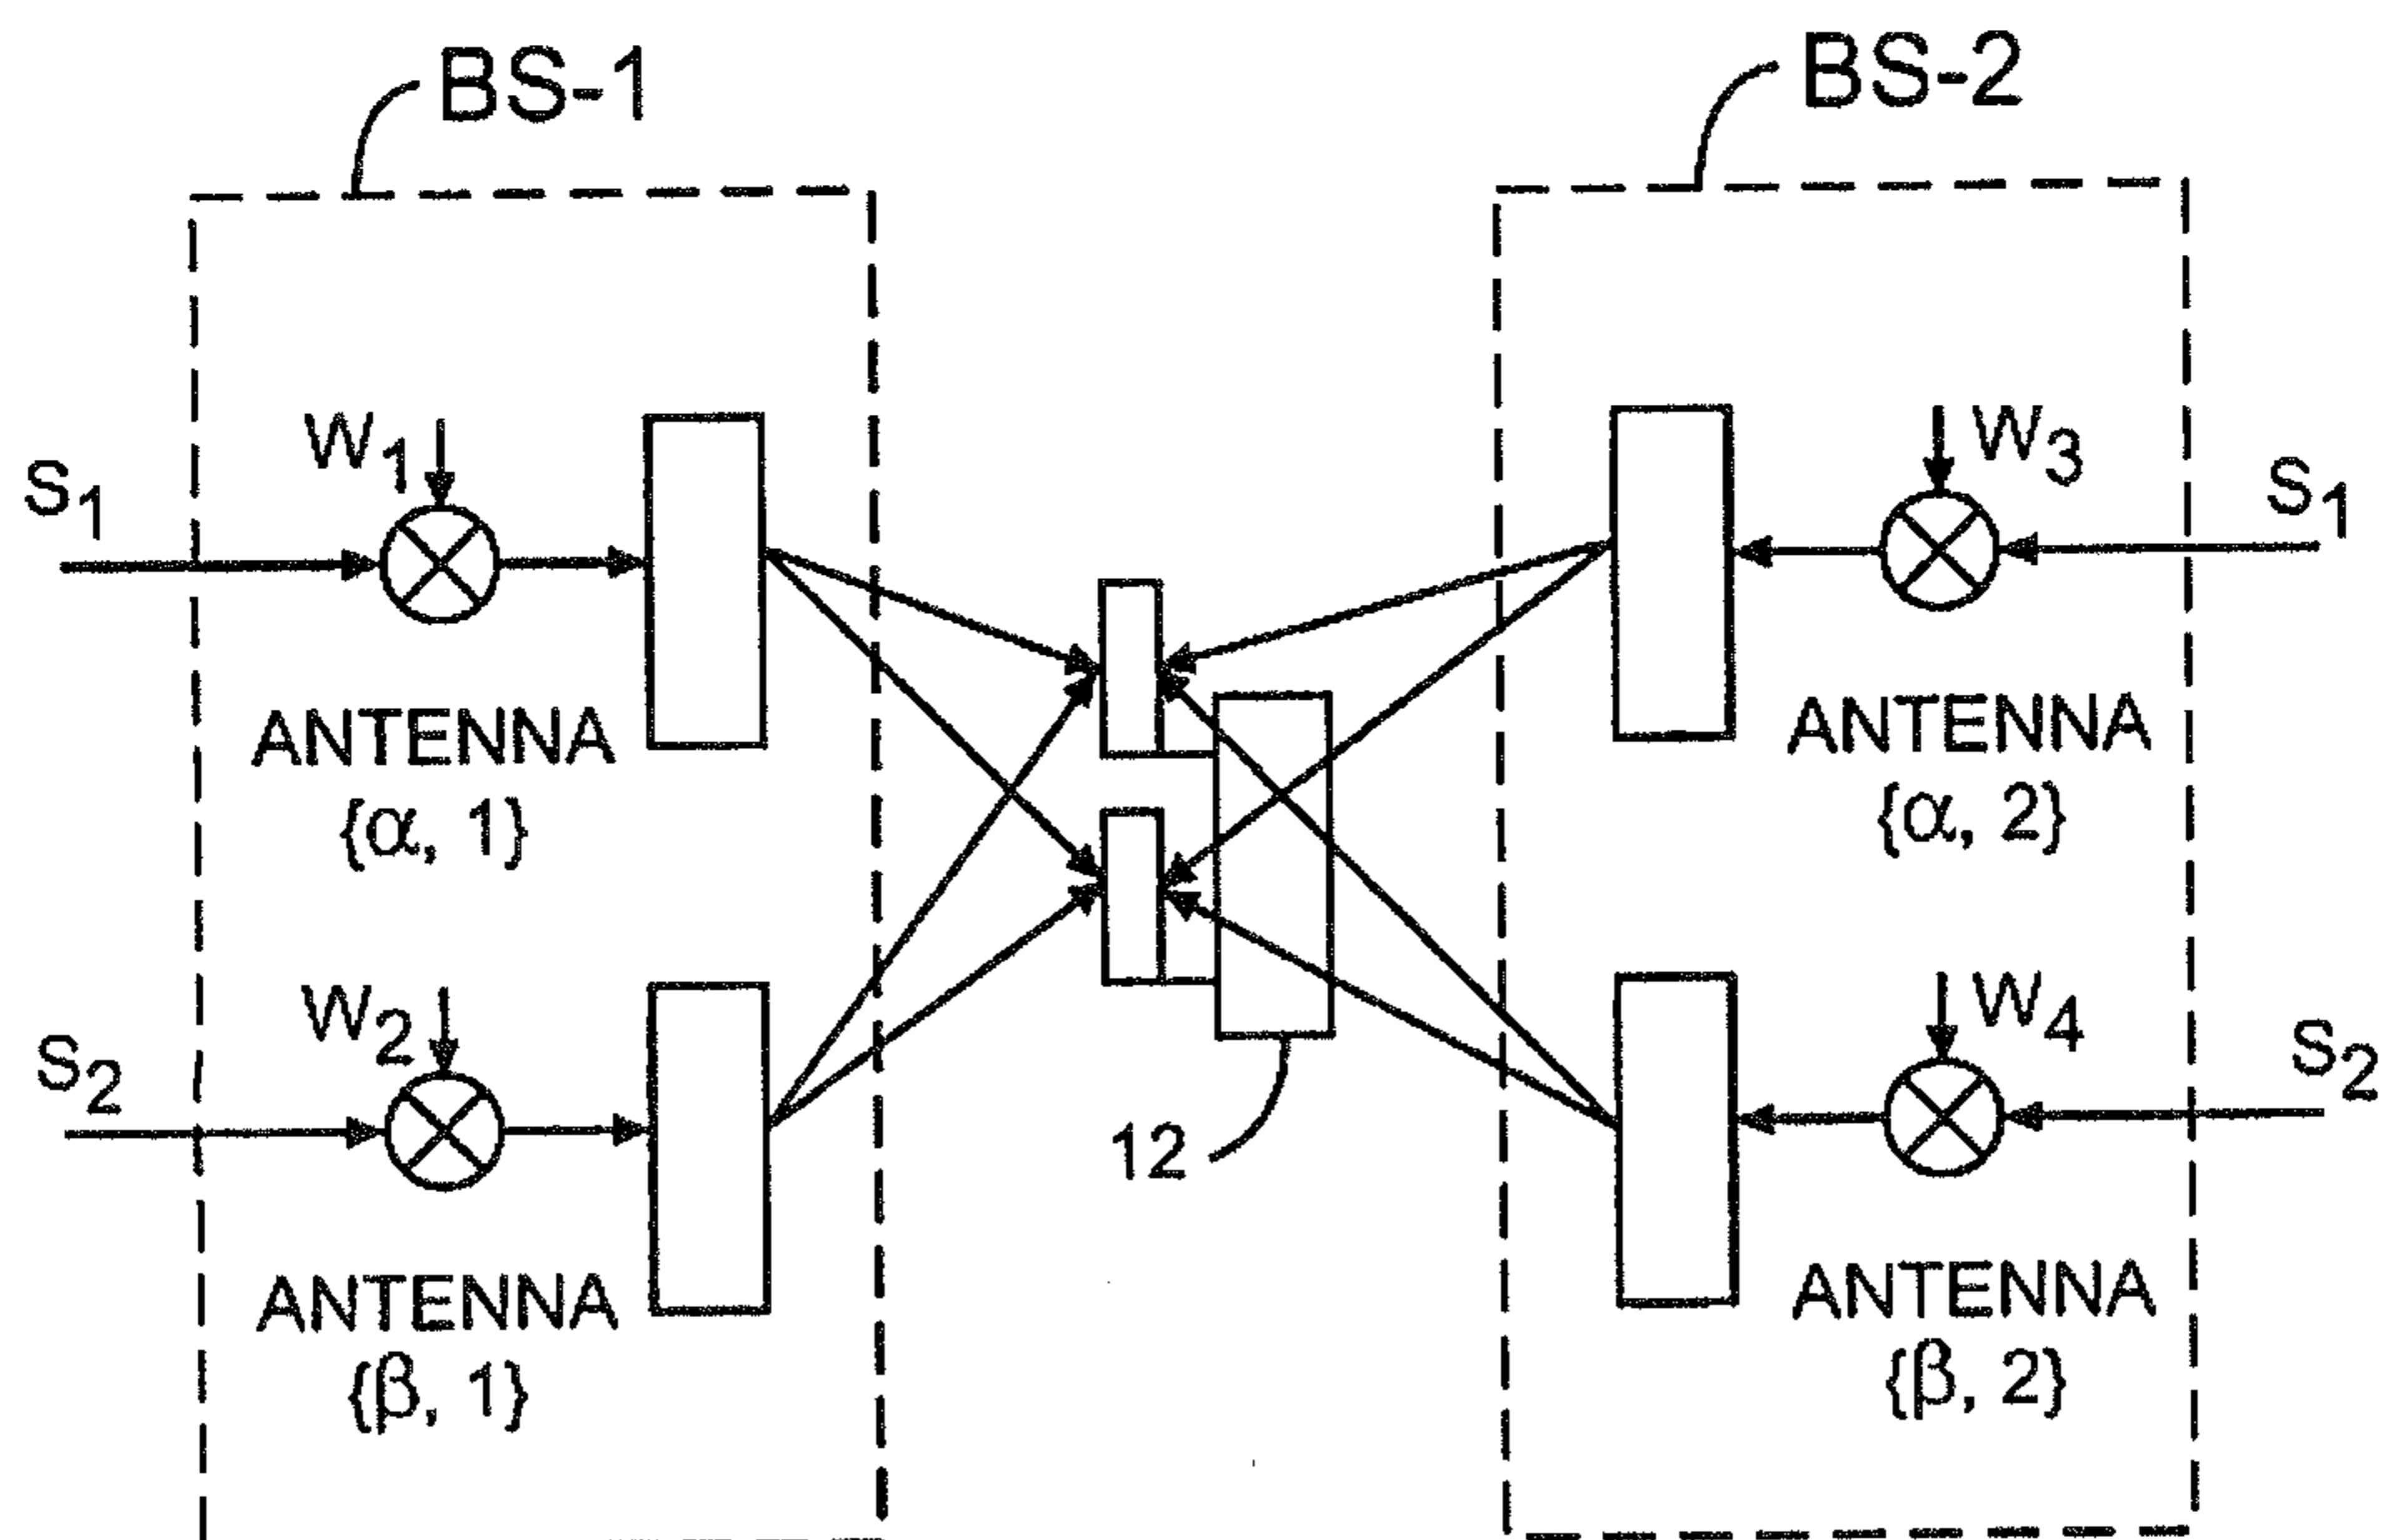 BS-1
BS-2
W1
S1
W3
S1
ANTENNA
{α, 1}
ANTENNA
{α, 2}
W2
S2
12
W4
S2
ANTENNA
{β, 1}
ANTENNA
{β, 2}